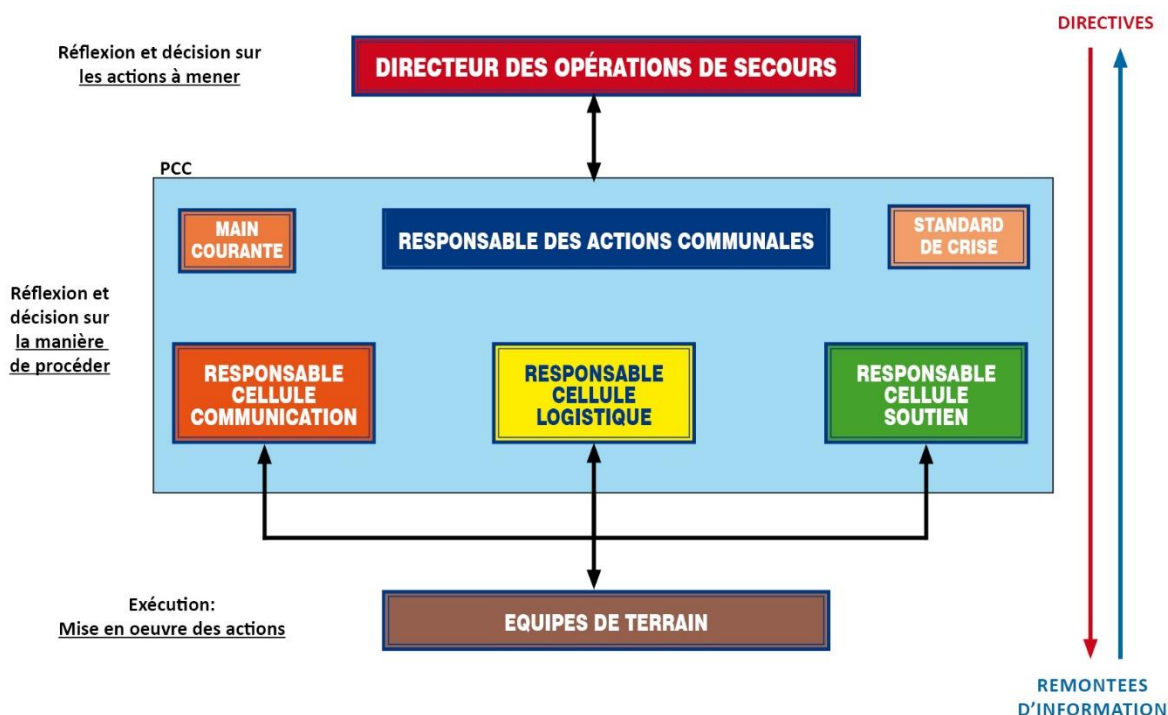 DIRECTIVES
Réflexion et décision sur
les actions à mener
DIRECTEUR DES OPÉRATIONS DE SECOURS
PCC
MAIN
COURANTE
RESPONSABLE DES ACTIONS COMMUNALES
STANDARD
DE CRISE
Réflexion et
décision sur
la manière
de procéder
RESPONSABLE
CELLULE
COMMUNICATION
RESPONSABLE
CELLULE
LOGISTIQUE
RESPONSABLE
CELLULE
SOUTIEN
Exécution:
Mise en oeuvre des actions
EQUIPES DE TERRAIN
REMONTEES
D'INFORMATION